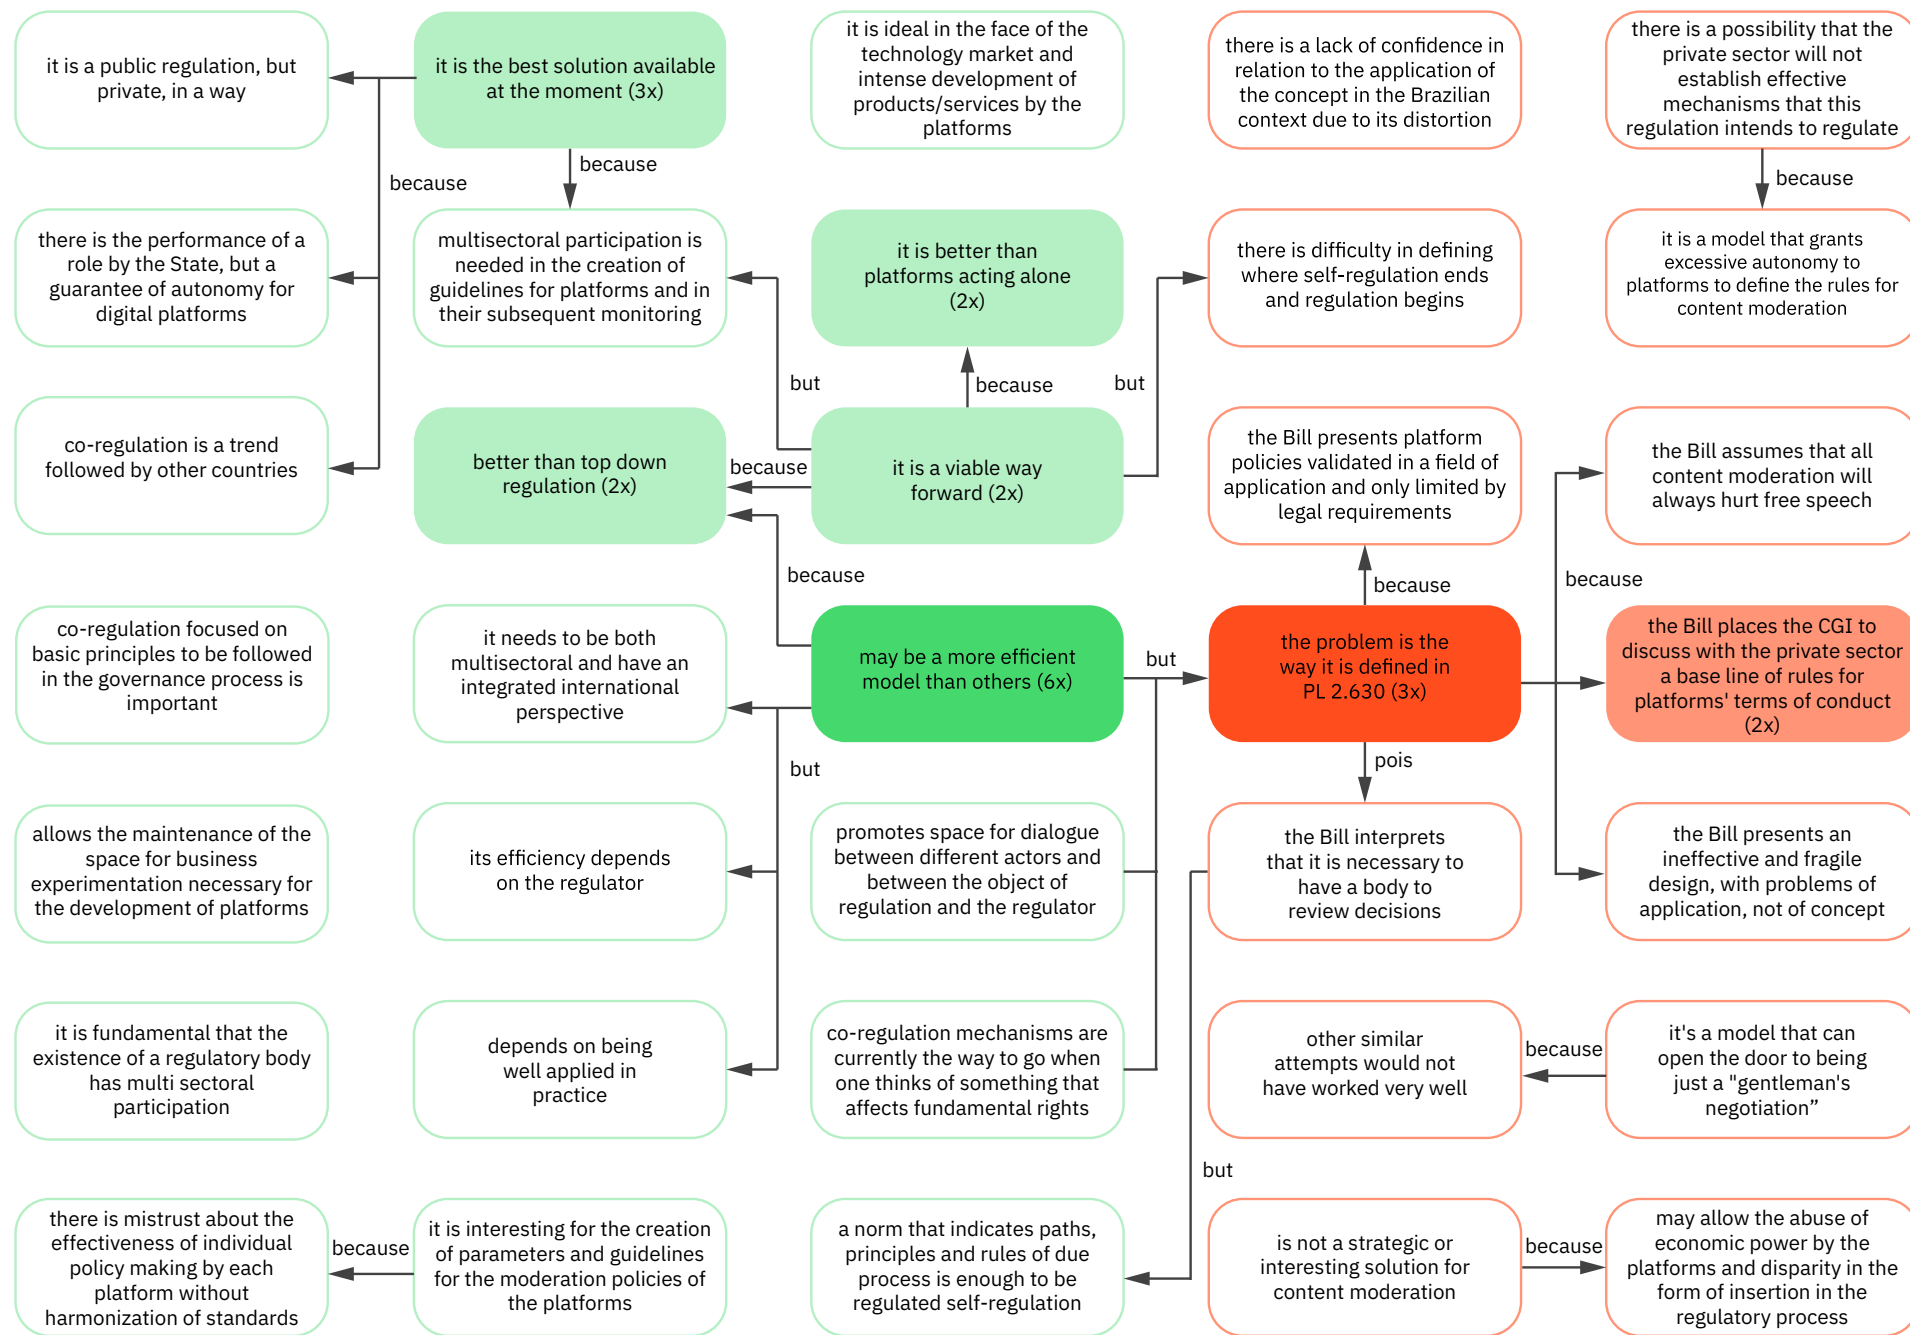 it is a public regulation, but
private, in a way
it is the best solution available
at the moment (3x)
it is ideal in the face of the
technology market and
intense development of
products/services by the
platforms
there is a lack of confidence in
relation to the application of
the concept in the Brazilian
context due to its distortion
there is a possibility that the
private sector will not
establish effective
mechanisms that this
regulation intends to regulate
because
because
because
there is the performance of a
role by the State, but a
guarantee of autonomy for
digital platforms
multisectoral participation is
needed in the creation of
guidelines for platforms and in
their subsequent monitoring
it is better than
platforms acting alone
(2x)
there is difficulty in defining
where self-regulation ends
and regulation begins
it is a model that grants
excessive autonomy to
platforms to define the rules for
content moderation
but
because
but
co-regulation is a trend
followed by other countries
better than top down
regulation (2x)
because
it is a viable way
forward (2x)
the Bill presents platform
policies validated in a field of
application and only limited by
legal requirements
the Bill assumes that all
content moderation will
always hurt free speech
because
because
because
co-regulation focused on
basic principles to be followed
in the governance process is
important
it needs to be both
multisectoral and have an
integrated international
perspective
may be a more efficient
model than others (6x)
but
the problem is the
way it is defined in
PL 2.630 (3x)
the Bill places the CGI to
discuss with the private sector
a base line of rules for
platforms' terms of conduct
(2x)
but
pois
allows the maintenance of the
space for business
experimentation necessary for
the development of platforms
its efficiency depends
on the regulator
promotes space for dialogue
between different actors and
between the object of
regulation and the regulator
the Bill interprets
that it is necessary to
have a body to
review decisions
the Bill presents an
ineffective and fragile
design, with problems of
application, not of concept
it is fundamental that the
existence of a regulatory body
has multi sectoral
participation
depends on being
well applied in
practice
co-regulation mechanisms are
currently the way to go when
one thinks of something that
affects fundamental rights
other similar
attempts would not
have worked very well
because
it's a model that can
open the door to being
just a "gentleman's
negotiation”
but
there is mistrust about the
effectiveness of individual
policy making by each
platform without
harmonization of standards
because
it is interesting for the creation
of parameters and guidelines
for the moderation policies of
the platforms
a norm that indicates paths,
principles and rules of due
process is enough to be
regulated self-regulation
is not a strategic or
interesting solution for
content moderation
because
may allow the abuse of
economic power by the
platforms and disparity in the
form of insertion in the
regulatory process